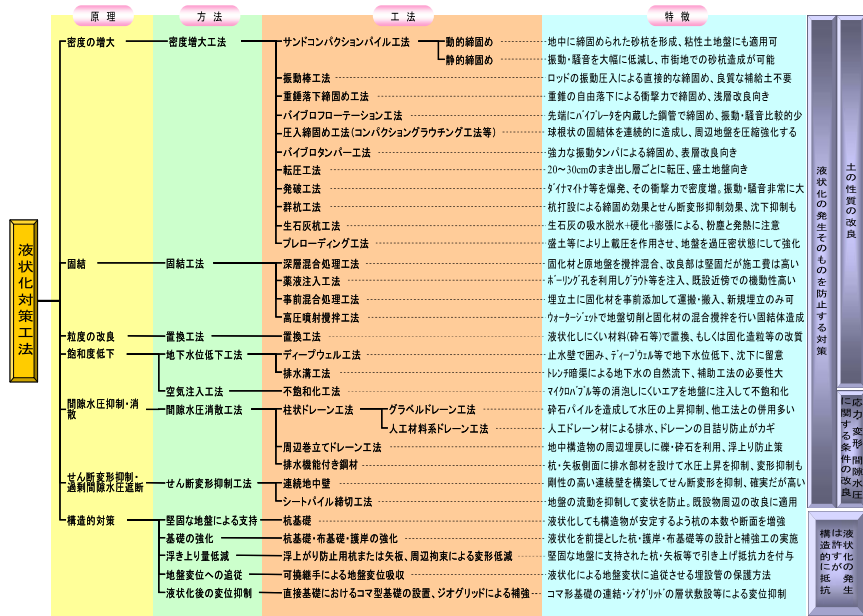 原理 方法 工法 特徴
液状化対策工法
密度の増大 密度増大工法 サンドコンパクションパイル工法 動的締固め 地中に締固められた砂杭を形成、粘性土地盤にも適用可
静的締固め 振動・騒音を大幅に低減し、市街地での砂杭造成が可能
振動棒工法 ロッドの振動圧入による直接的な締固め、良質な補給土不要
重錘落下締固め工法 重錐の自由落下による衝撃力で締固め、浅層改良向き
バイブロフローテーション工法 先端にバイブレータを内蔵した鋼管で締固め、振動・騒音比較的少
圧入締固め工法(コンパクショングラウチング工法等) 球根状の固結体を連続的に造成し、周辺地盤を圧縮強化する
バイブロタンパー工法 強力な振動タンパによる締固め、表層改良向き
転圧工法 20〜30cmのまき出し層ごとに転圧、盛土地盤向き
発破工法 ダイナマイト等を爆発、その衝撃力で密度増。振動・騒音非常に大
群杭工法 杭打設による締固め効果とせん断変形抑制効果、沈下抑制も
生石灰杭工法 生石灰の吸水脱水+硬化+膨張による、粉塵と発熱に注意
プレローディング工法 盛土等により上載圧を作用させ、地盤を過圧密状態にして強化
固結 固結工法 深層混合処理工法 固化材と原地盤を攪拌混合、改良部は堅固だが施工費は高い
薬液注入工法 ボーリング孔を利用しグラウト等を注入、既設近傍での機動性高い
事前混合処理工法 埋立土に固化材を事前添加して運搬・搬入、新規埋立のみ可
高圧噴射攪拌工法 ウォータージェットで地盤切削と固化材の混合攪拌を行い固結体造成
粒度の改良 置換工法 置換工法 液状化しにくい材料(砕石等)で置換、もしくは固化造粒等の改質
飽和度低下 地下水位低下工法 ディープウェル工法 止水壁で囲み、ディープウェル等で地下水位低下、沈下に留意
排水溝工法 トレンチ暗渠による地下水の自然流下、補助工法の必要性大
空気注入工法 不飽和化工法 マイクロバブル等の消泡しにくいエアを地盤に注入して不飽和化
間隙水圧抑制・消散 間隙水圧消散工法 柱状ドレーン工法 グラベルドレーン工法 砕石パイルを造成して水圧の上昇抑制、他工法との併用多い
人工材料系ドレーン工法 人工ドレーン材による排水、ドレーンの目詰り防止がカギ
周辺巻立てドレーン工法 地中構造物の周辺埋戻しに礫・砕石を利用、浮上り防止策
排水機能付き鋼材 杭・矢板側面に排水部材を設けて水圧上昇を抑制、変形抑制も
せん断変形抑制・過剰間隙水圧遮断 せん断変形抑制工法 連続地中壁 剛性の高い連続壁を構築してせん断変形を抑制、確実だが高い
シートパイル締切工法 地盤の流動を抑制して変状を防止。既設物周辺の改良に適用
構造的対策 堅固な地盤による支持 杭基礎 液状化しても構造物が安定するよう杭の本数や断面を増強
基礎の強化 杭基礎・布基礎・護岸の強化 液状化を前提とした杭・護岸・布基礎等の設計と補強工の実施
浮き上り量低減 浮上がり防止用杭または矢板、周辺拘束による変形低減 堅固な地盤に支持された杭・矢板等で引き上げ抵抗力を付与
地盤変位への追従 可撓継手による地盤変位吸収 液状化による地盤変状に追従させる埋設管の保護方法
液状化後の変位抑制 直接基礎におけるコマ型基礎の設置、ジオグリッドによる補強 コマ形基礎の連結・ジオグリッドの層状敷設等による変位抑制
液状化の発生そのものを防止する対策
土の性質の改良
応力、変形、間隙水圧に関する条件の改良
液状化の発生は許すが構造的に抵抗